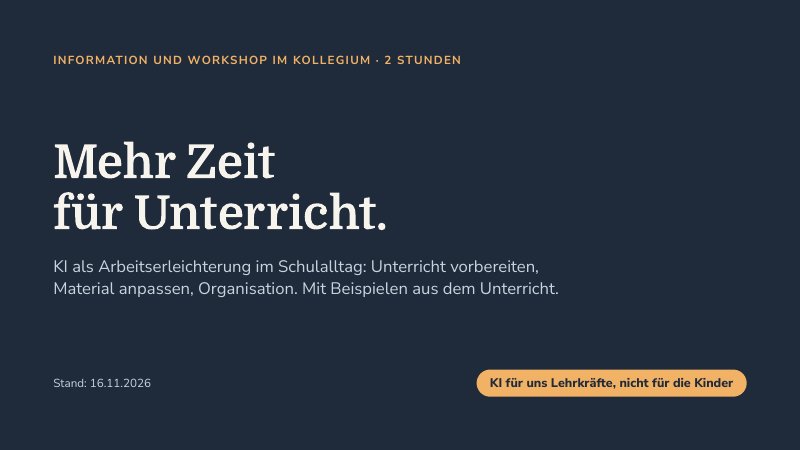 INFORMATION UND WORKSHOP IM KOLLEGIUM · 2 STUNDEN
Mehr Zeit
für Unterricht.
KI als Arbeitserleichterung im Schulalltag: Unterricht vorbereiten,
Material anpassen, Organisation. Mit Beispielen aus dem Unterricht.
Stand: 16.11.2026
KI für uns Lehrkräfte, nicht für die Kinder